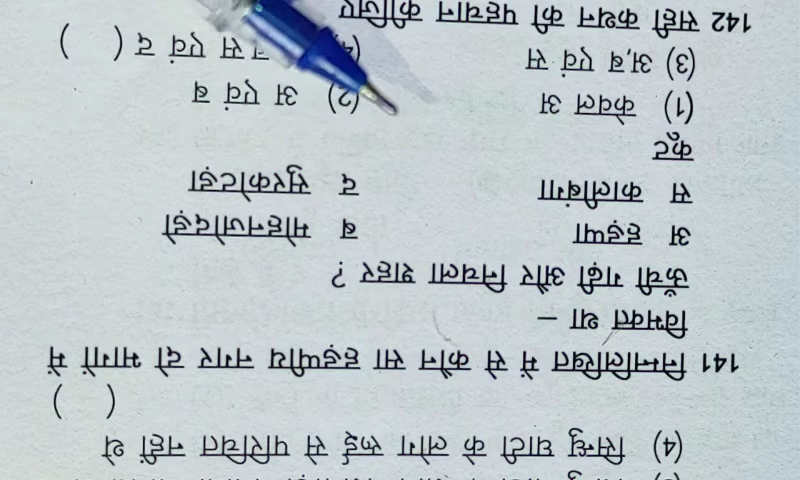 (4) सिन्धु घाटी के लोग रूई से परिचित नहीं थे
( )
141 निम्नलिखित में से कौन सा हड़प्पीय नगर दो भागों में
विभक्त था –
ऊँची गढ़ी और निचला शहर ?
अ हड़प्पा ब मोहनजोदड़ो
स कालीबंगा द सुरकोटड़ा
कूट
(1) केवल अ (2) अ एवं ब
(3) अ,ब एवं स स एवं द ( )
142 सही कथन की पहचान कीजिए